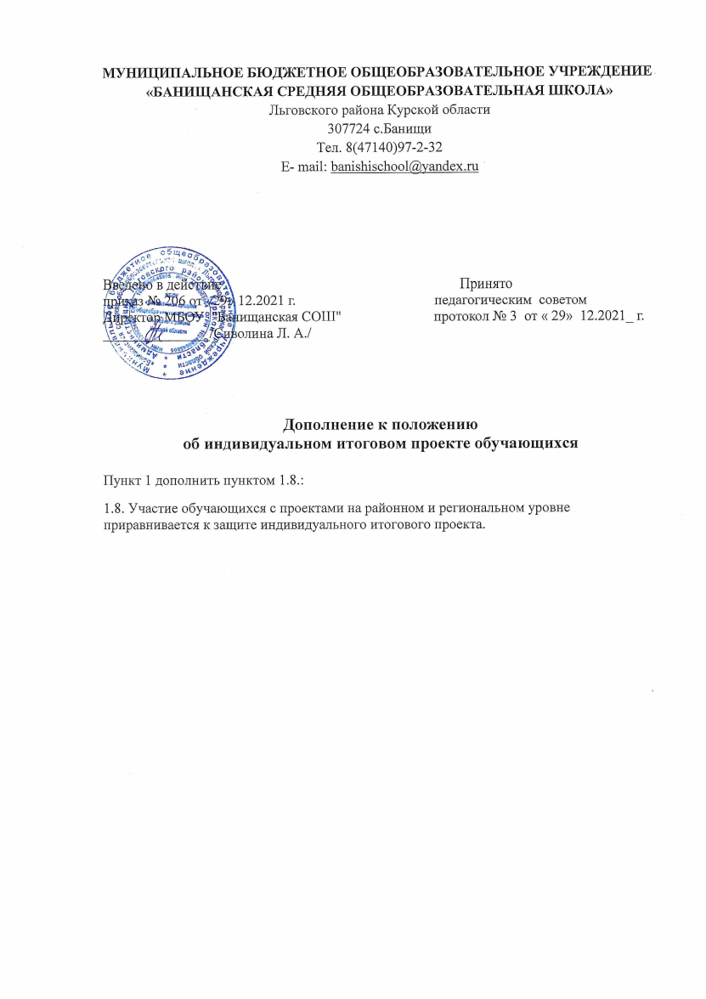 МУНИЦИПАЛЬНОЕ БЮДЖЕТНОЕ ОБЩЕОБРАЗОВАТЕЛЬНОЕ УЧРЕЖДЕНИЕ
«БАНИЩАНСКАЯ СРЕДНЯЯ ОБЩЕОБРАЗОВАТЕЛЬНАЯ ШКОЛА»
Льговского района Курской области
307724 с.Банищи
Тел. 8(47140)97-2-32
E- mail: banishischool@yandex.ru
Введено в действие
приказ № 206 от «29» 12.2021 г.
Директор МБОУ "Банищанская СОШ"
/Сиволина Л. А./
Принято
педагогическим советом
протокол № 3 от « 29» 12.2021_ г.
Дополнение к положению
об индивидуальном итоговом проекте обучающихся
Пункт 1 дополнить пунктом 1.8.:
1.8. Участие обучающихся с проектами на районном и региональном уровне
приравнивается к защите индивидуального итогового проекта.